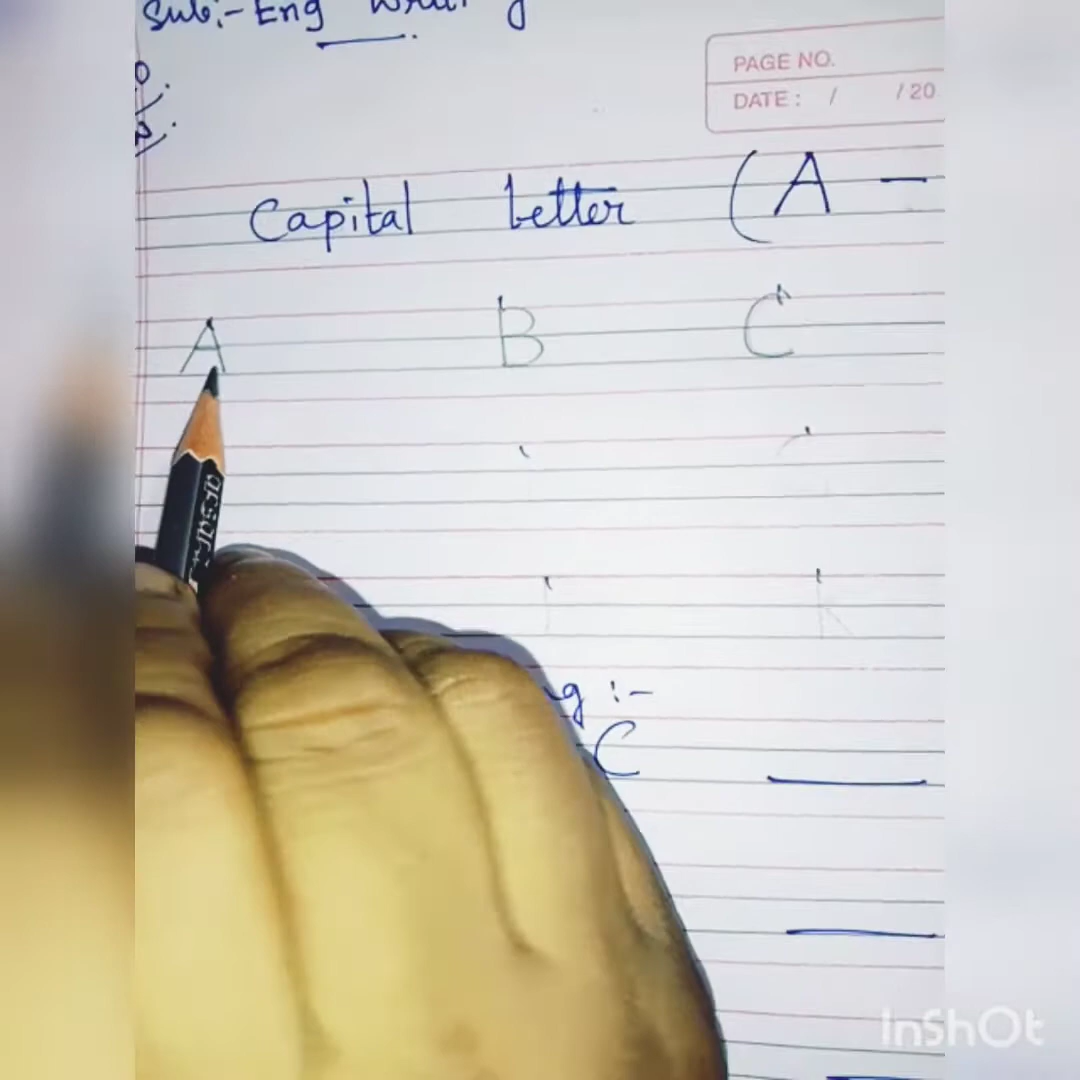 Sub:- Eng
PAGE NO.
DATE : / / 20
Capital letter (A -
A B C
g :-
C
InShOt